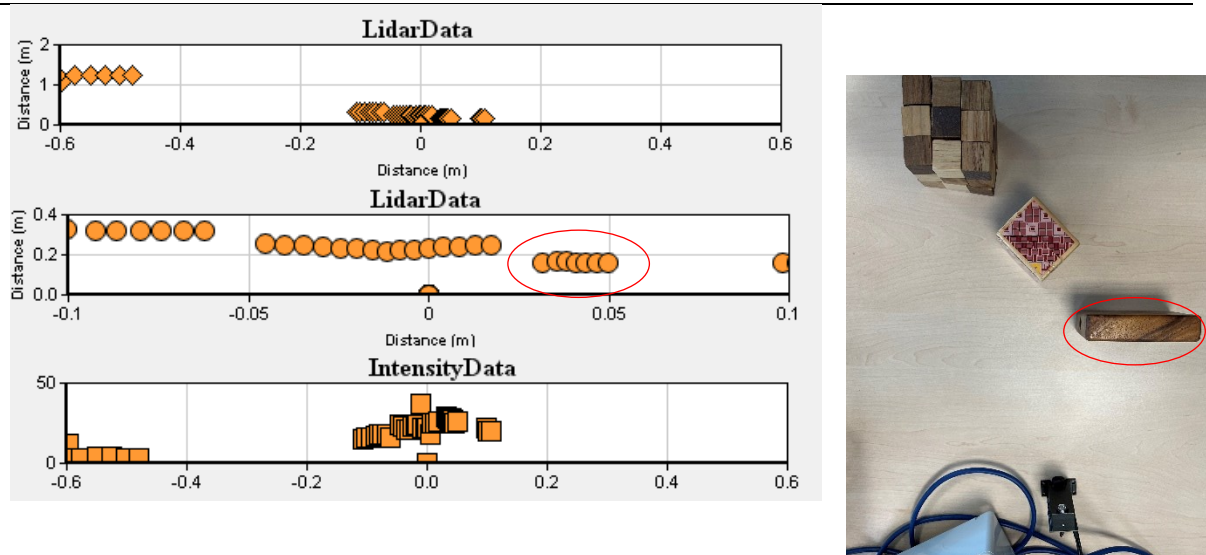 LidarData
Distance (m)
2
1
0
-0.6 -0.4 -0.2 0 0.2 0.4 0.6
Distance (m)
LidarData
Distance (m)
0.4
0.2
0.0
-0.1 -0.05 0 0.05 0.1
Distance (m)
IntensityData
50
0
-0.6 -0.4 -0.2 0.0 0.2 0.4 0.6